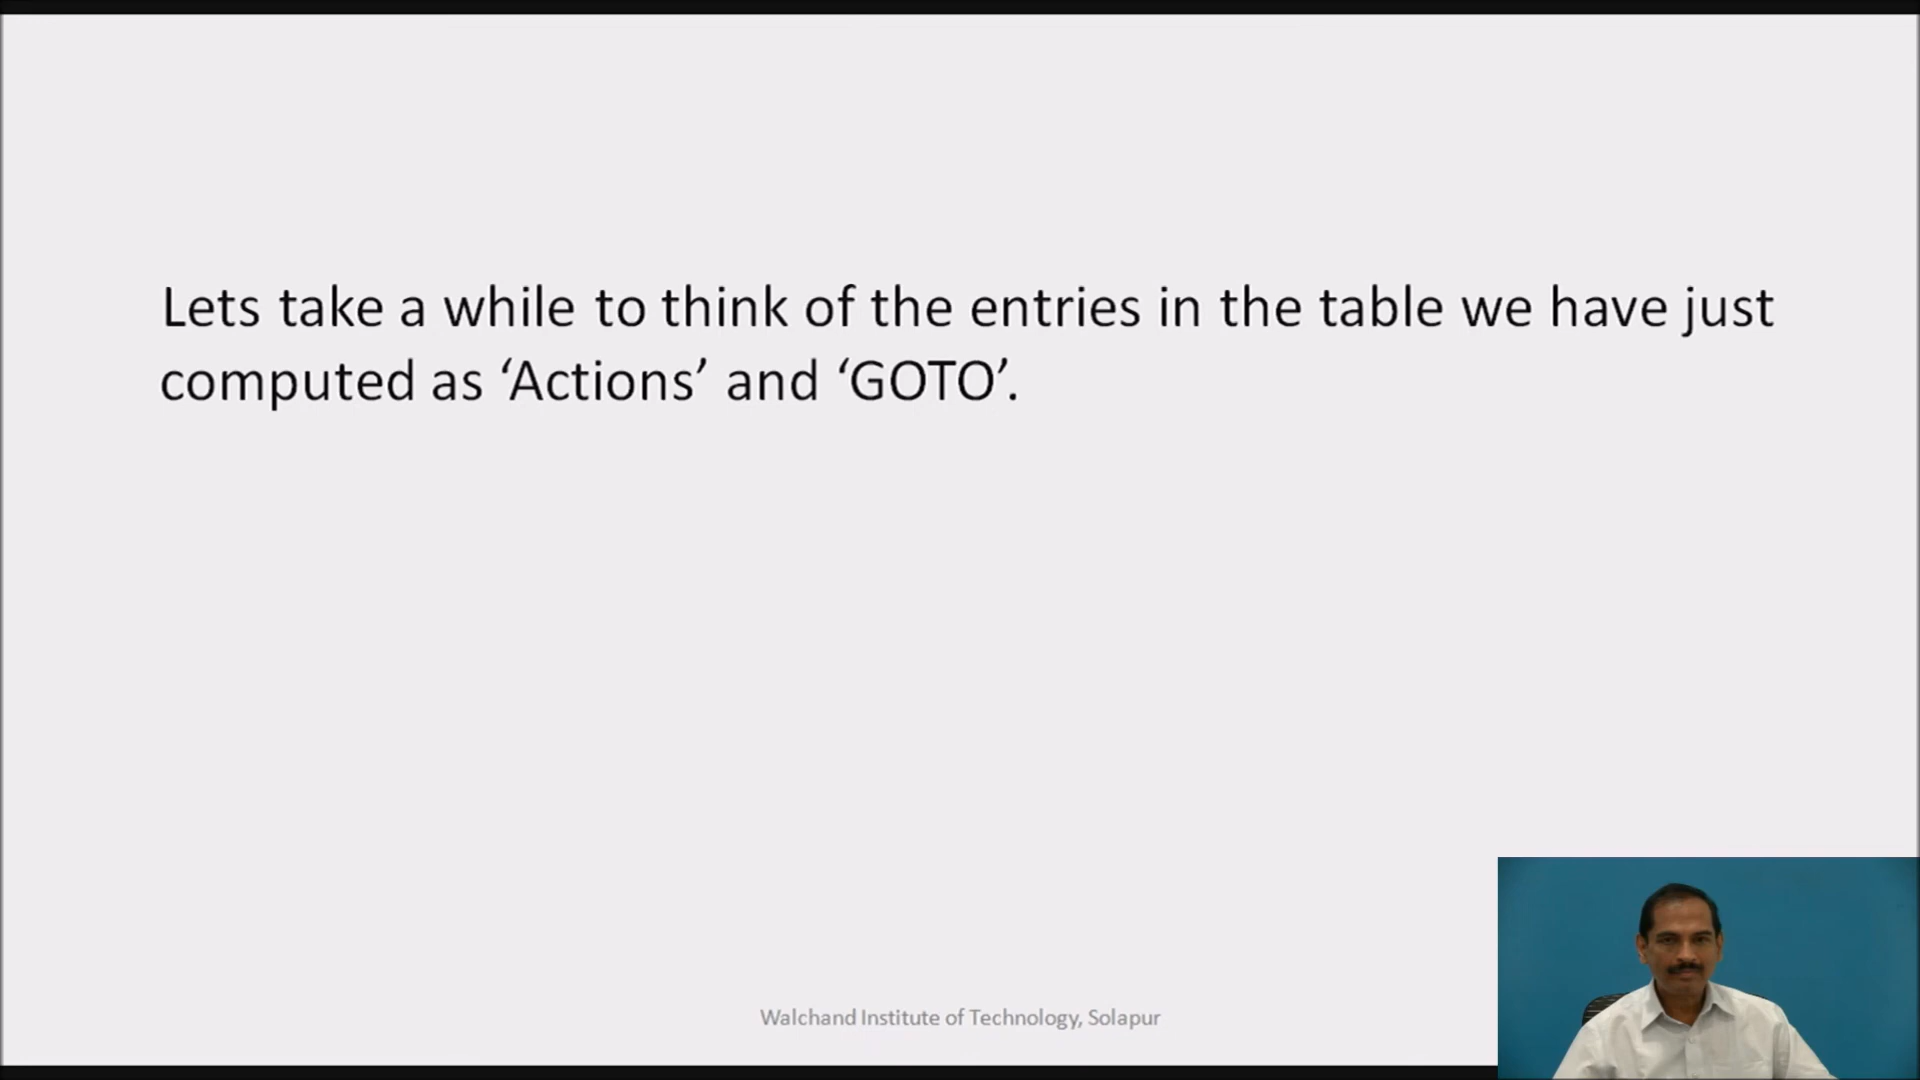 Lets take a while to think of the entries in the table we have just
computed as ‘Actions’ and ‘GOTO’.
Walchand Institute of Technology, Solapur